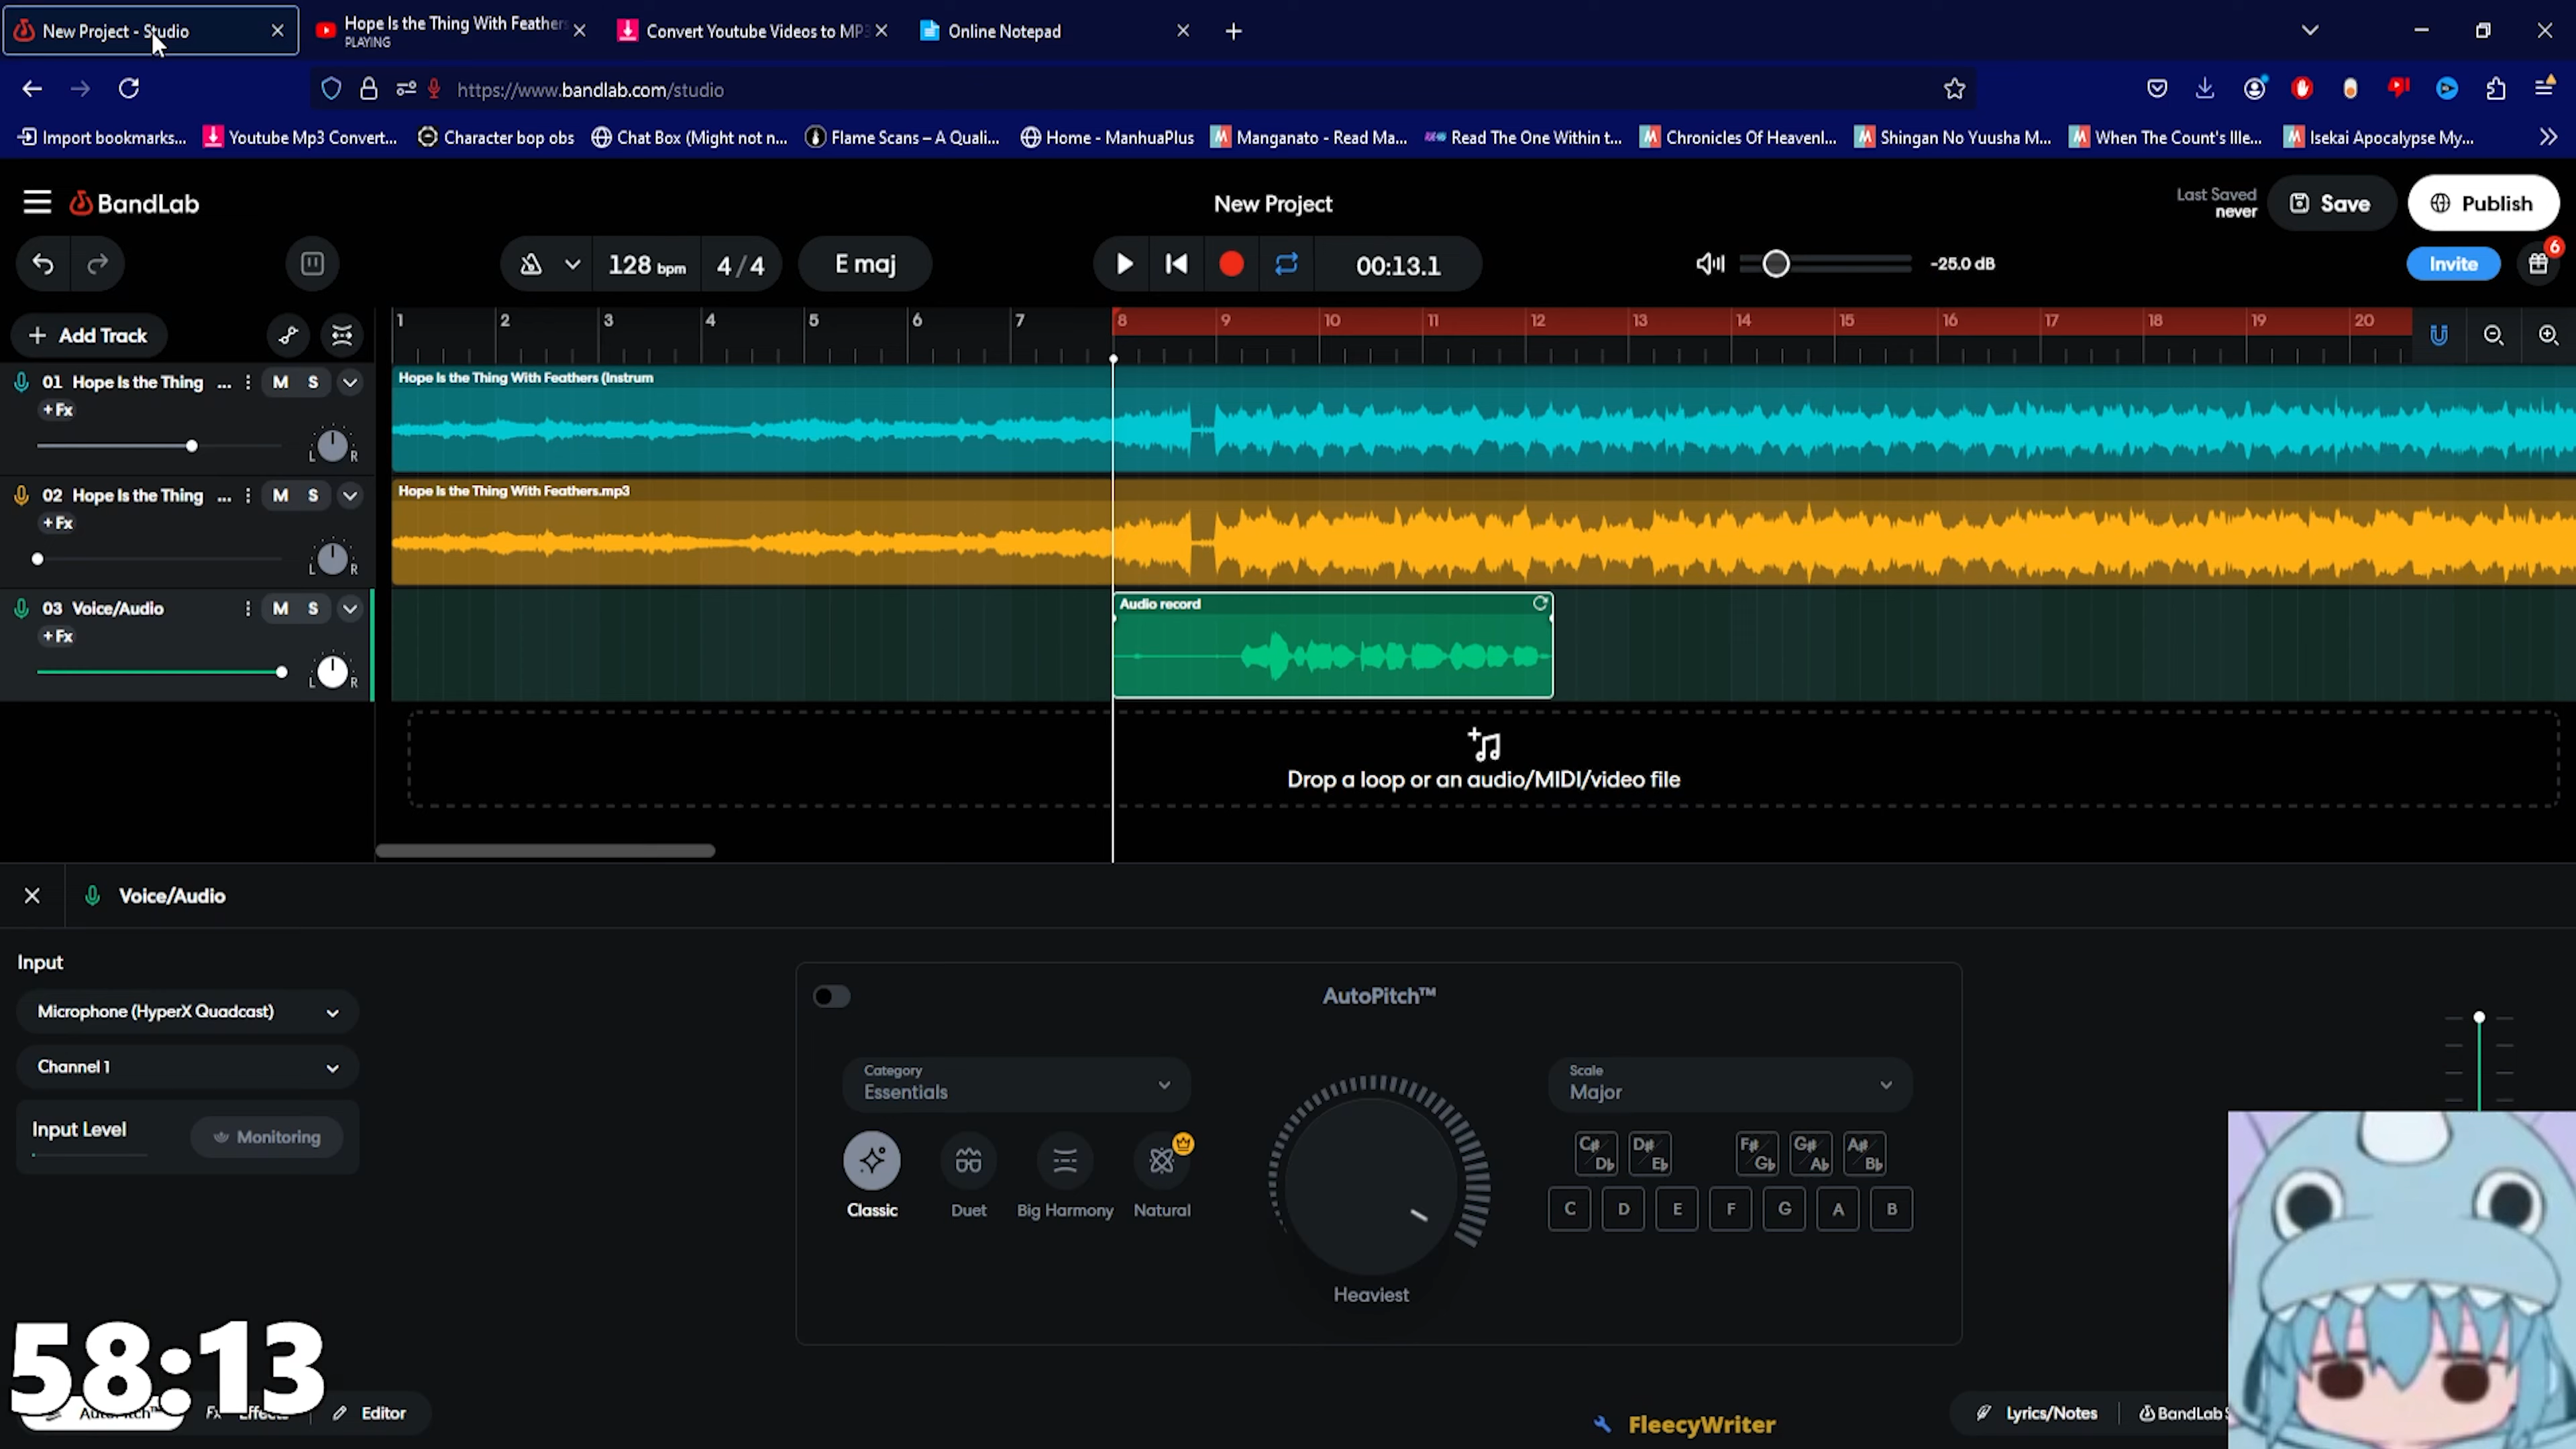 New Project - Studio
Hope Is the Thing With Feathers
PLAYING
Convert Youtube Videos to MP3
Online Notepad
https://www.bandlab.com/studio
Import bookmarks...
Youtube Mp3 Convert...
Character bop obs
Chat Box (Might not n...
Flame Scans – A Quali...
Home - ManhuaPlus
Manganato - Read Ma...
Read The One Within t...
Chronicles Of Heavenl...
Shingan No Yuusha M...
When The Count's Ille...
Isekai Apocalypse My...
BandLab
New Project
Last Saved
never
Save
Publish
128 bpm
4/4
E maj
00:13.1
-25.0 dB
Invite
6
Add Track
1 2 3 4 5 6 7 8 9 10 11 12 13 14 15 16 17 18 19 20
01 Hope Is the Thing ...
M S
+ Fx
L R
Hope Is the Thing With Feathers (Instrum
02 Hope Is the Thing ...
M S
+ Fx
L R
Hope Is the Thing With Feathers.mp3
03 Voice/Audio
M S
+ Fx
L R
Audio record
Drop a loop or an audio/MIDI/video file
Voice/Audio
Input
Microphone (HyperX Quadcast)
Channel 1
Input Level
Monitoring
AutoPitch™
Category
Essentials
Classic
Duet
Big Harmony
Natural
Heaviest
Scale
Major
C♯/D♭ D♯/E♭ F♯/G♭ G♯/A♭ A♯/B♭
C D E F G A B
58:13
AutoPitch™
Fx Effects
Editor
FleecyWriter
Lyrics/Notes
BandLab S